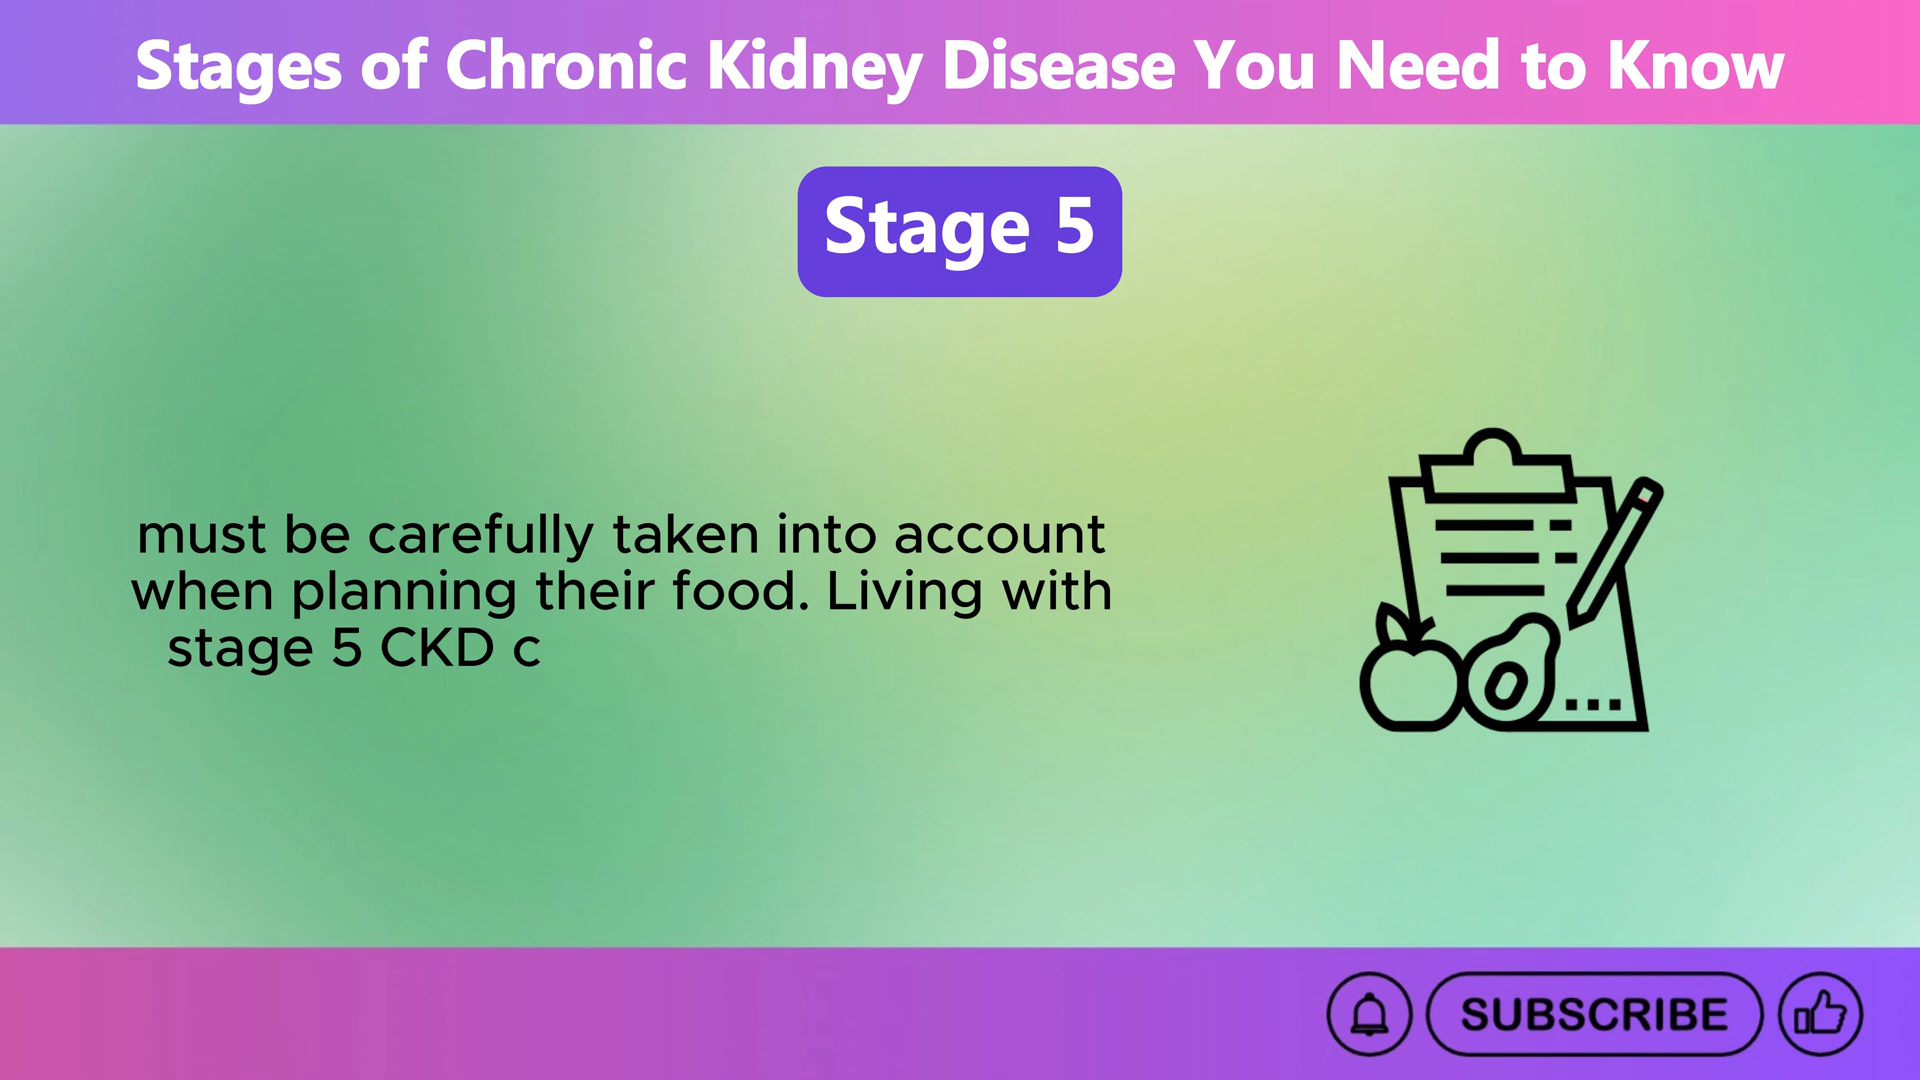 Stages of Chronic Kidney Disease You Need to Know
Stage 5
must be carefully taken into account
when planning their food. Living with
stage 5 CKD c
SUBSCRIBE